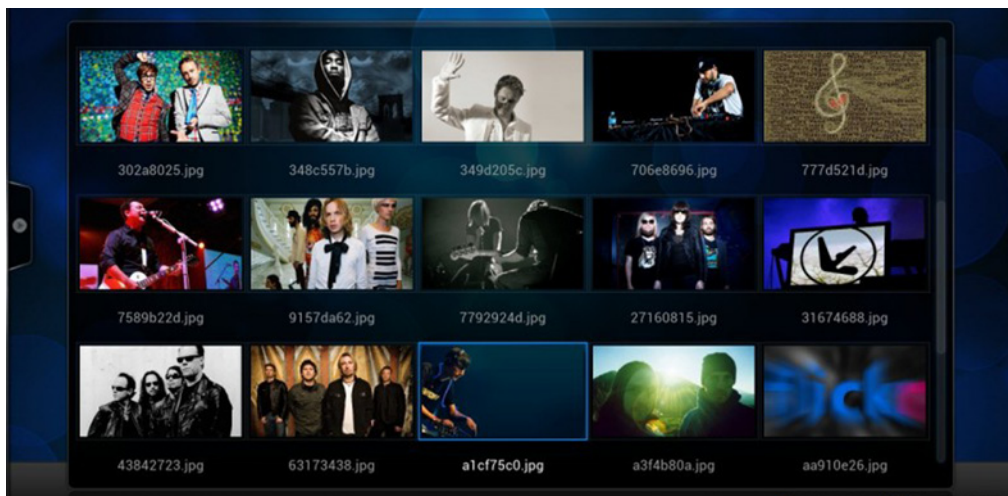 302a8025.jpg 348c557b.jpg 349d205c.jpg 706e8696.jpg 777d521d.jpg
7589b22d.jpg 9157da62.jpg 7792924d.jpg 27160815.jpg 31674688.jpg
ick
43842723.jpg 63173438.jpg a1cf75c0.jpg a3f4b80a.jpg aa910e26.jpg